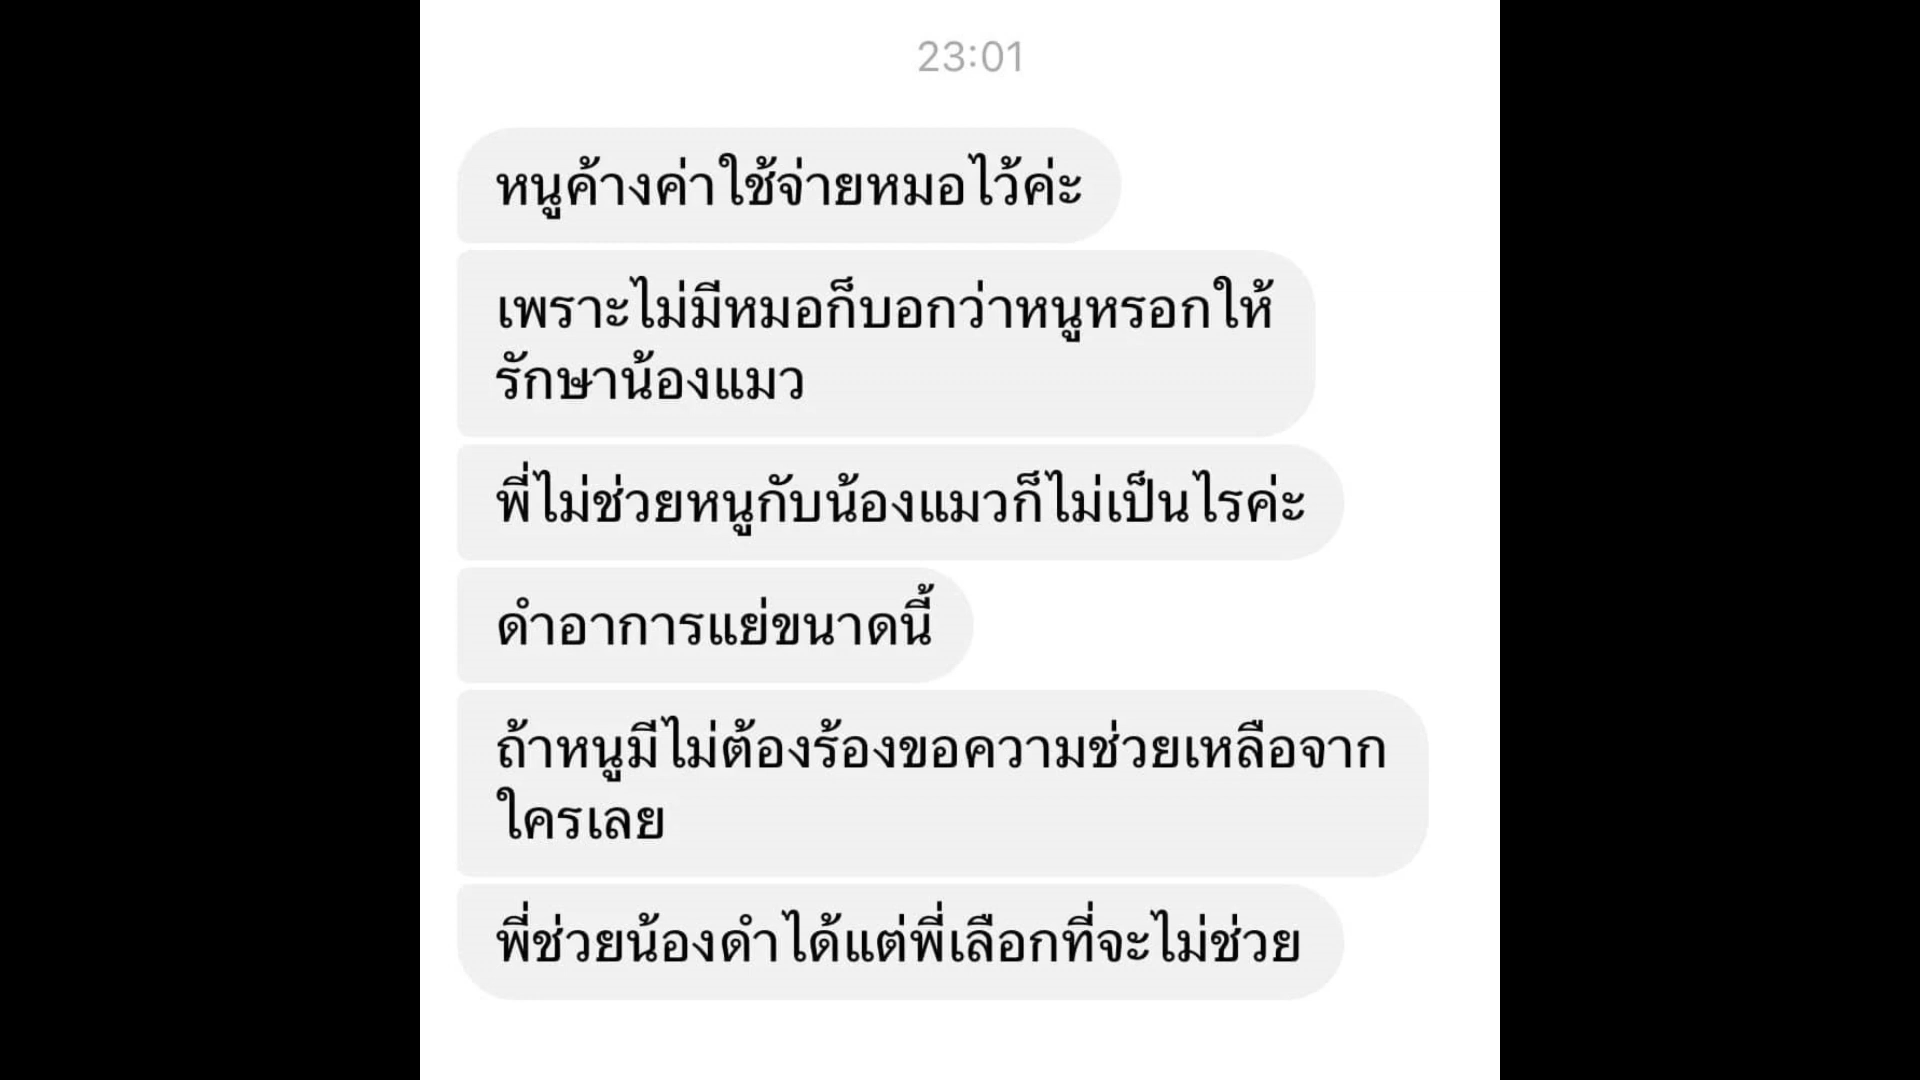 23:01
หนูค้างค่าใช้จ่ายหมอไว้ค่ะ
เพราะไม่มีหมอก็บอกว่าหนูหรอกให้
รักษาน้องแมว
พี่ไม่ช่วยหนูกับน้องแมวก็ไม่เป็นไรค่ะ
ดำอาการแย่ขนาดนี้
ถ้าหนูมีไม่ต้องร้องขอความช่วยเหลือจาก
ใครเลย
พี่ช่วยน้องดำได้แต่พี่เลือกที่จะไม่ช่วย